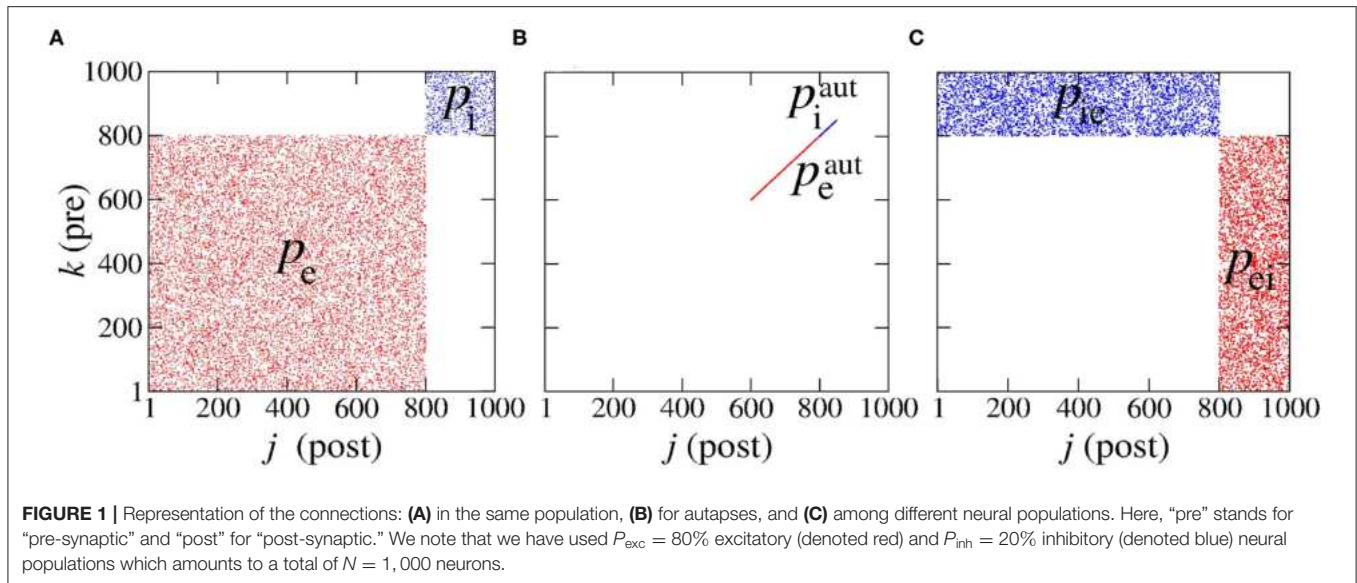 A
B
C
1000
800
600
400
200
1
k (pre)
p_i
p_e
1 200 400 600 800 1000
j (post)
p_i^aut
p_e^aut
1 200 400 600 800 1000
j (post)
p_ie
p_ei
1 200 400 600 800 1000
j (post)
FIGURE 1 | Representation of the connections: (A) in the same population, (B) for autapses, and (C) among different neural populations. Here, “pre” stands for
“pre-synaptic” and “post” for “post-synaptic.” We note that we have used P_exc = 80% excitatory (denoted red) and P_inh = 20% inhibitory (denoted blue) neural
populations which amounts to a total of N = 1, 000 neurons.